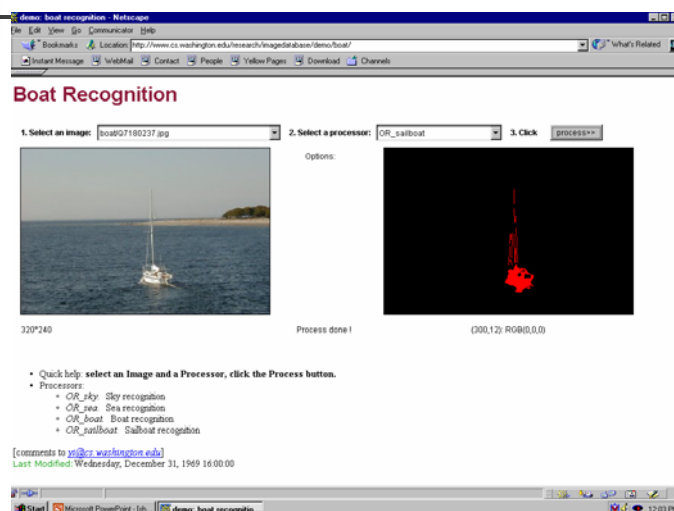 demo: boat recognition - Netscape
File Edit View Go Communicator Help
Bookmarks Location: http://www.cs.washington.edu/research/imagedatabase/demo/boat/ What's Related
Instant Message WebMail Contact People Yellow Pages Download Channels
Boat Recognition
1. Select an image: boat/Q7180237.jpg 2. Select a processor: OR_sailboat 3. Click process>>
Options:
320*240 Process done ! (300,12): RGB(0,0,0)
• Quick help: select an Image and a Processor, click the Process button.
• Processors:
OR_sky. Sky recognition
OR_sea. Sea recognition
OR_boat. Boat recognition
OR_sailboat. Sailboat recognition
[comments to yi@cs.washington.edu]
Last Modified: Wednesday, December 31, 1969 16:00:00
Start Microsoft PowerPoint - [sh... demo: boat recognitio... 12:03 P